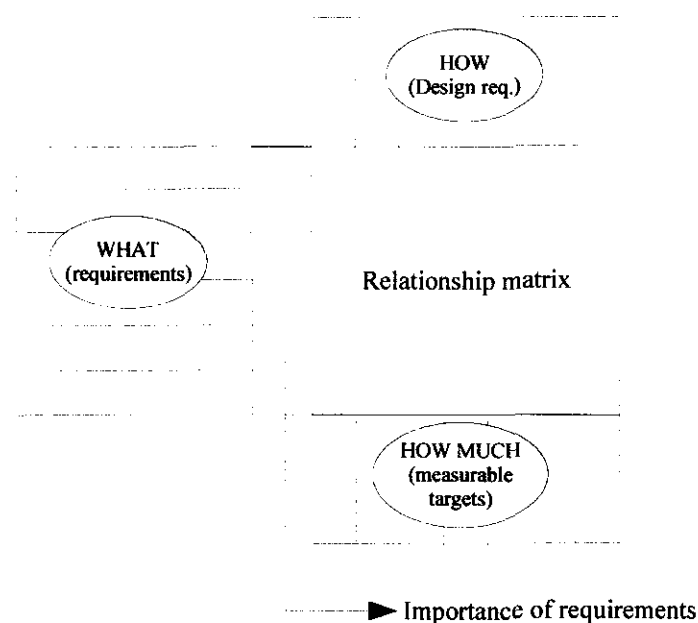 HOW
(Design req.)
WHAT
(requirements)
Relationship matrix
HOW MUCH
(measurable
targets)
Importance of requirements